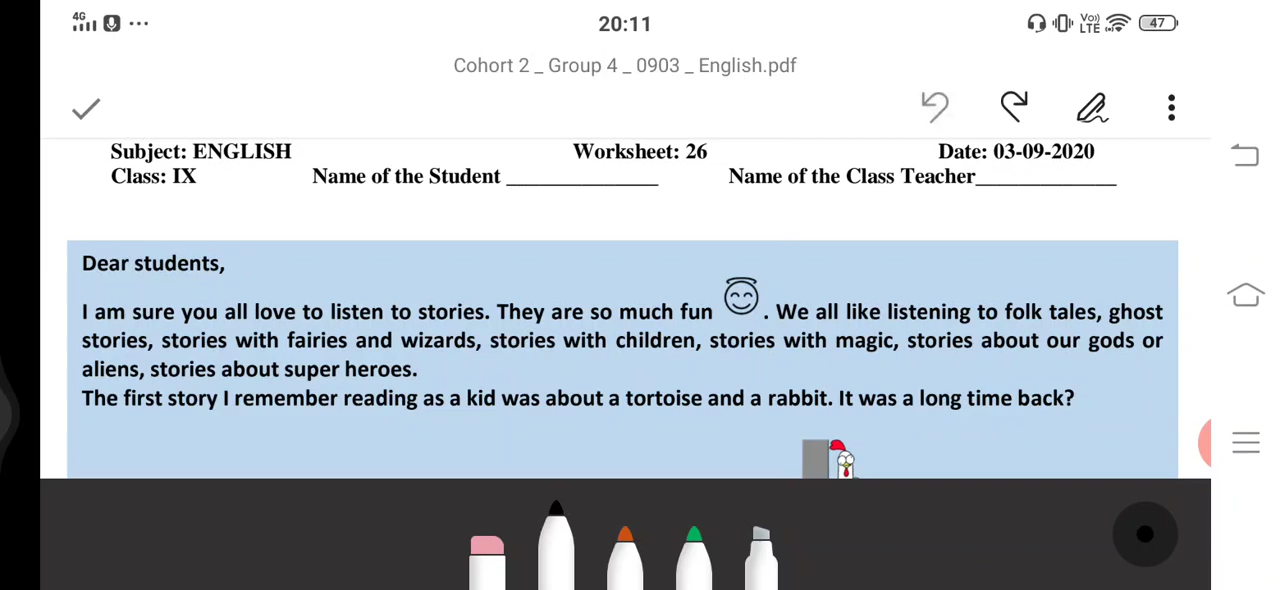 4G ... 20:11 Vo)) LTE 47
Cohort 2 _ Group 4 _ 0903 _ English.pdf
Subject: ENGLISH Worksheet: 26 Date: 03-09-2020
Class: IX Name of the Student ______________ Name of the Class Teacher______________
Dear students,
I am sure you all love to listen to stories. They are so much fun . We all like listening to folk tales, ghost
stories, stories with fairies and wizards, stories with children, stories with magic, stories about our gods or
aliens, stories about super heroes.
The first story I remember reading as a kid was about a tortoise and a rabbit. It was a long time back?